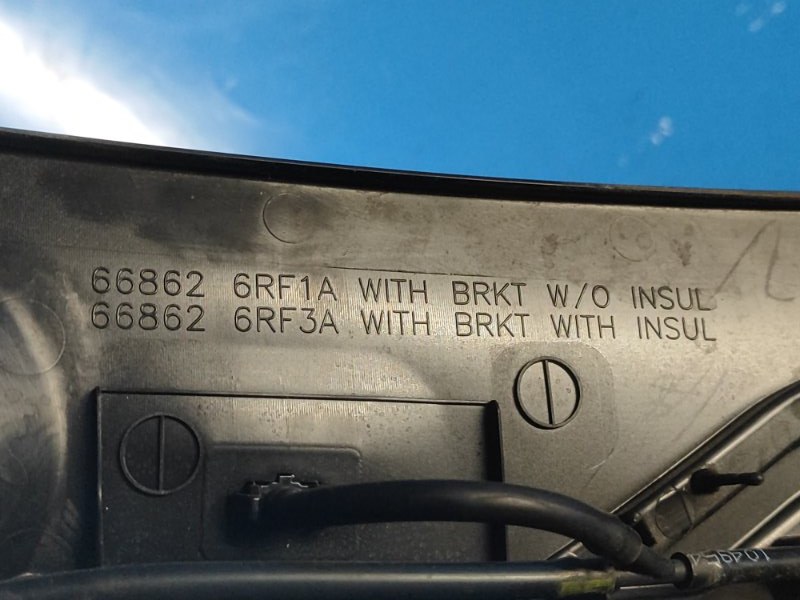 66862 6RF1A WITH BRKT W/O INSUL
66862 6RF3A WITH BRKT WITH INSUL